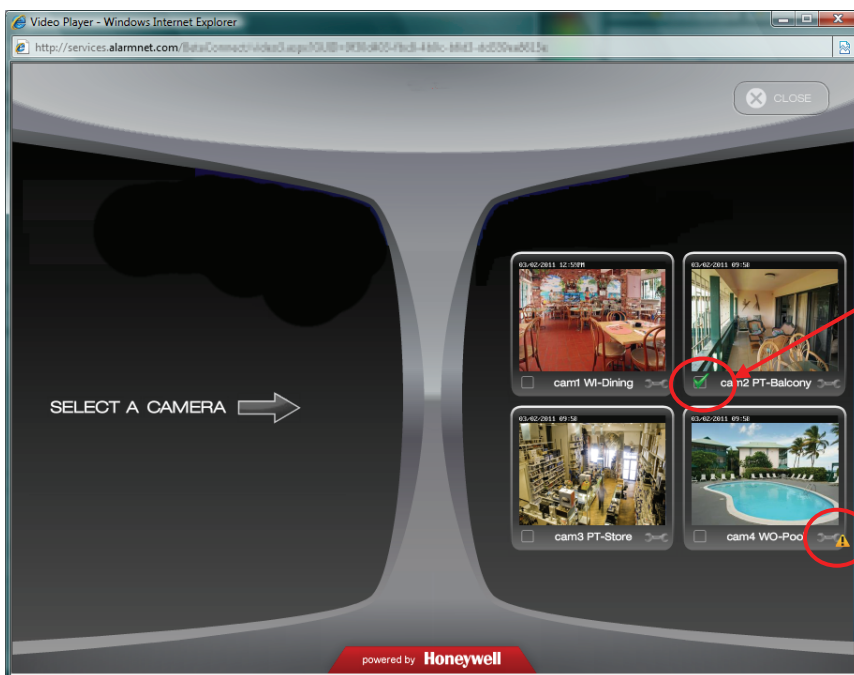 Video Player - Windows Internet Explorer
http://services.alarmnet.com/
CLOSE
03/02/2011 12:59PM
03/02/2011 09:58
cam1 WI-Dining
cam2 PT-Balcony
SELECT A CAMERA
03/02/2011 09:58
03/02/2011 09:58
cam3 PT-Store
cam4 WO-Pool
powered by Honeywell